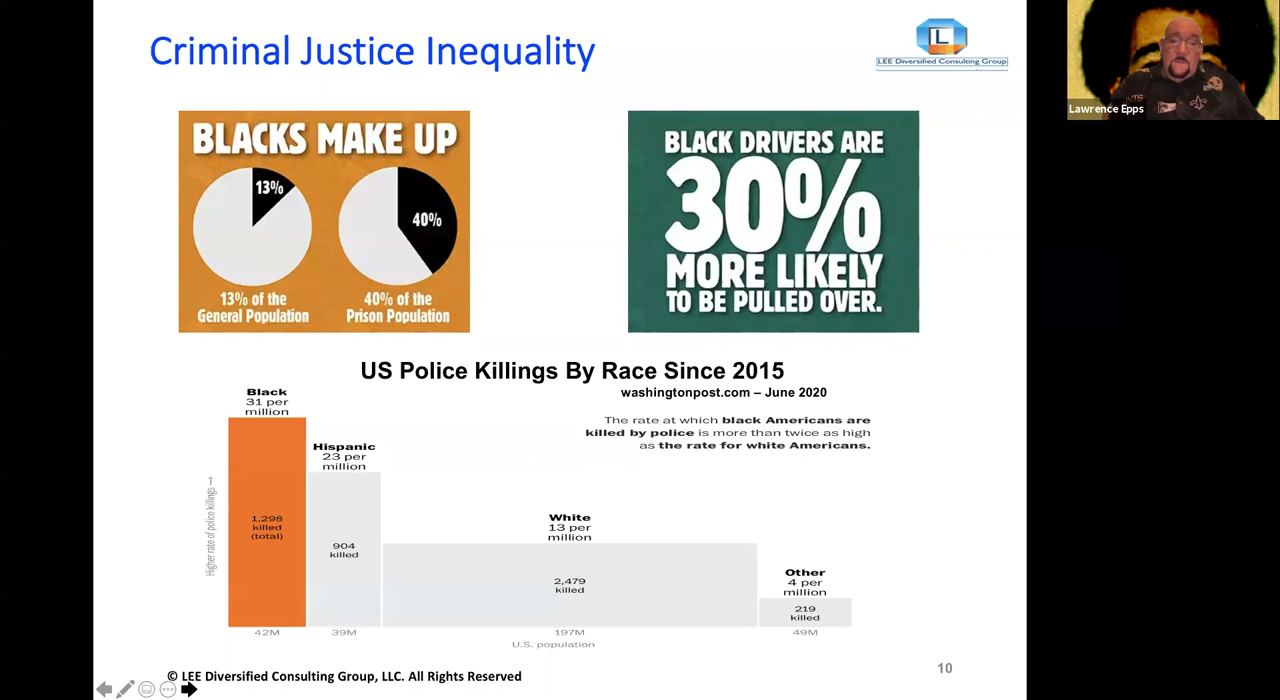 Criminal Justice Inequality
L
LEE Diversified Consulting Group
Lawrence Epps
BLACKS MAKE UP
13%
40%
13% of the
General Population
40% of the
Prison Population
BLACK DRIVERS ARE
30%
MORE LIKELY
TO BE PULLED OVER.
US Police Killings By Race Since 2015
washingtonpost.com – June 2020
The rate at which black Americans are
killed by police is more than twice as high
as the rate for white Americans.
Higher rate of police killings →
Black
31 per
million
1,298
killed
(total)
42M
Hispanic
23 per
million
904
killed
39M
White
13 per
million
2,479
killed
197M
Other
4 per
million
219
killed
49M
U.S. population
© LEE Diversified Consulting Group, LLC. All Rights Reserved
10